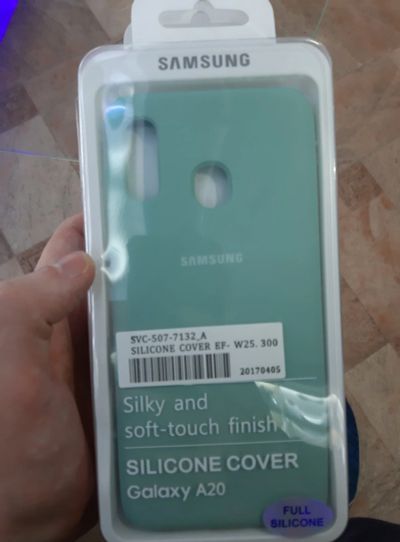 SAMSUNG
SAMSUNG
SVC-507-7132_A
SILICONE COVER EF- W25.300
20170405
Silky and
soft-touch finish
SILICONE COVER
Galaxy A20
FULL
SILICONE